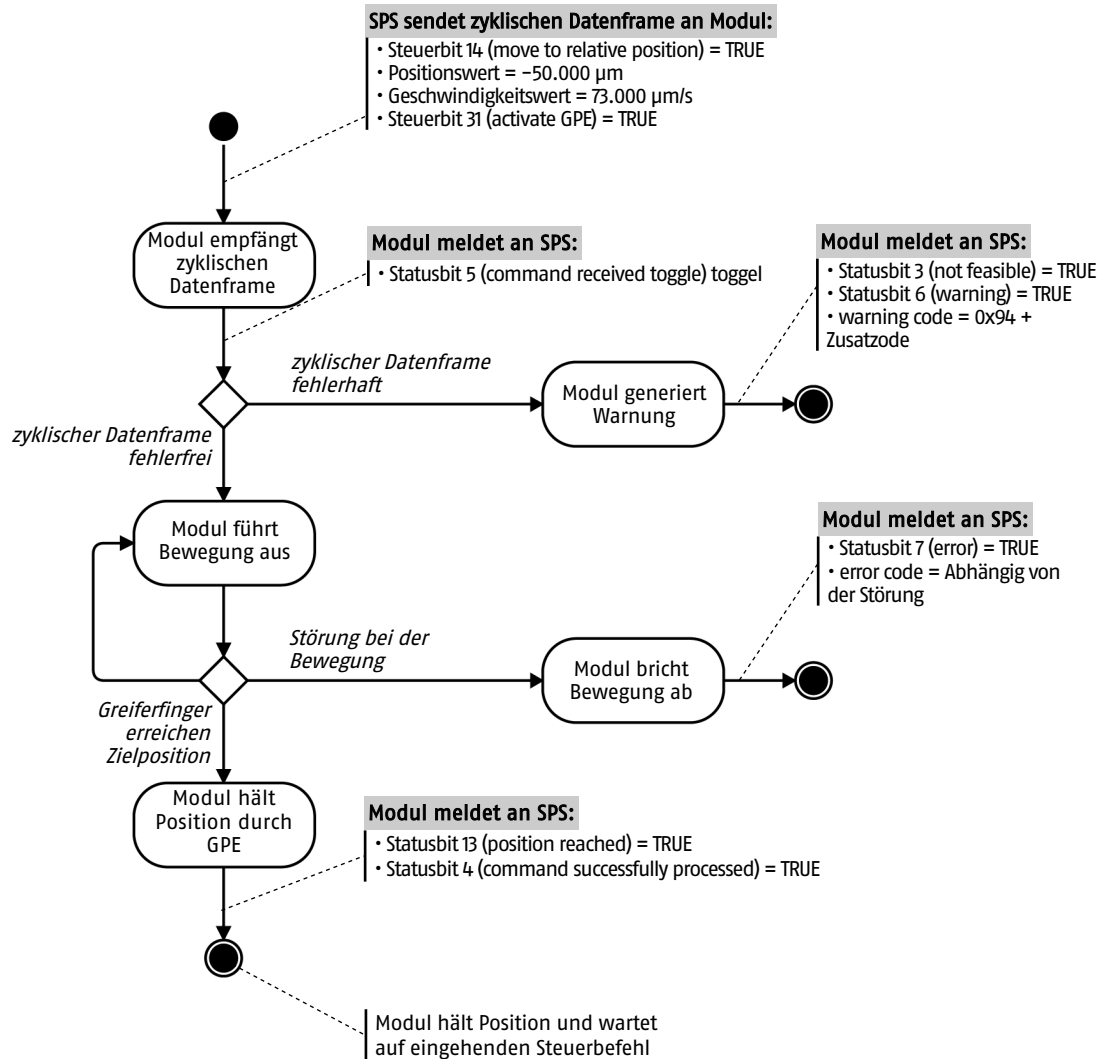 SPS sendet zyklischen Datenframe an Modul:
• Steuerbit 14 (move to relative position) = TRUE
• Positionswert = −50.000 µm
• Geschwindigkeitswert = 73.000 µm/s
• Steuerbit 31 (activate GPE) = TRUE
Modul empfängt
zyklischen
Datenframe
Modul meldet an SPS:
• Statusbit 5 (command received toggle) toggel
Modul meldet an SPS:
• Statusbit 3 (not feasible) = TRUE
• Statusbit 6 (warning) = TRUE
• warning code = 0x94 +
Zusatzode
zyklischer Datenframe
fehlerhaft
Modul generiert
Warnung
zyklischer Datenframe
fehlerfrei
Modul führt
Bewegung aus
Modul meldet an SPS:
• Statusbit 7 (error) = TRUE
• error code = Abhängig von
der Störung
Störung bei der
Bewegung
Modul bricht
Bewegung ab
Greiferfinger
erreichen
Zielposition
Modul hält
Position durch
GPE
Modul meldet an SPS:
• Statusbit 13 (position reached) = TRUE
• Statusbit 4 (command successfully processed) = TRUE
Modul hält Position und wartet
auf eingehenden Steuerbefehl